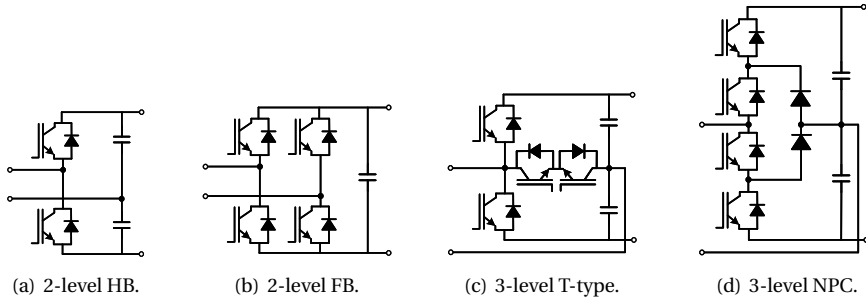 (a) 2-level HB.
(b) 2-level FB.
(c) 3-level T-type.
(d) 3-level NPC.